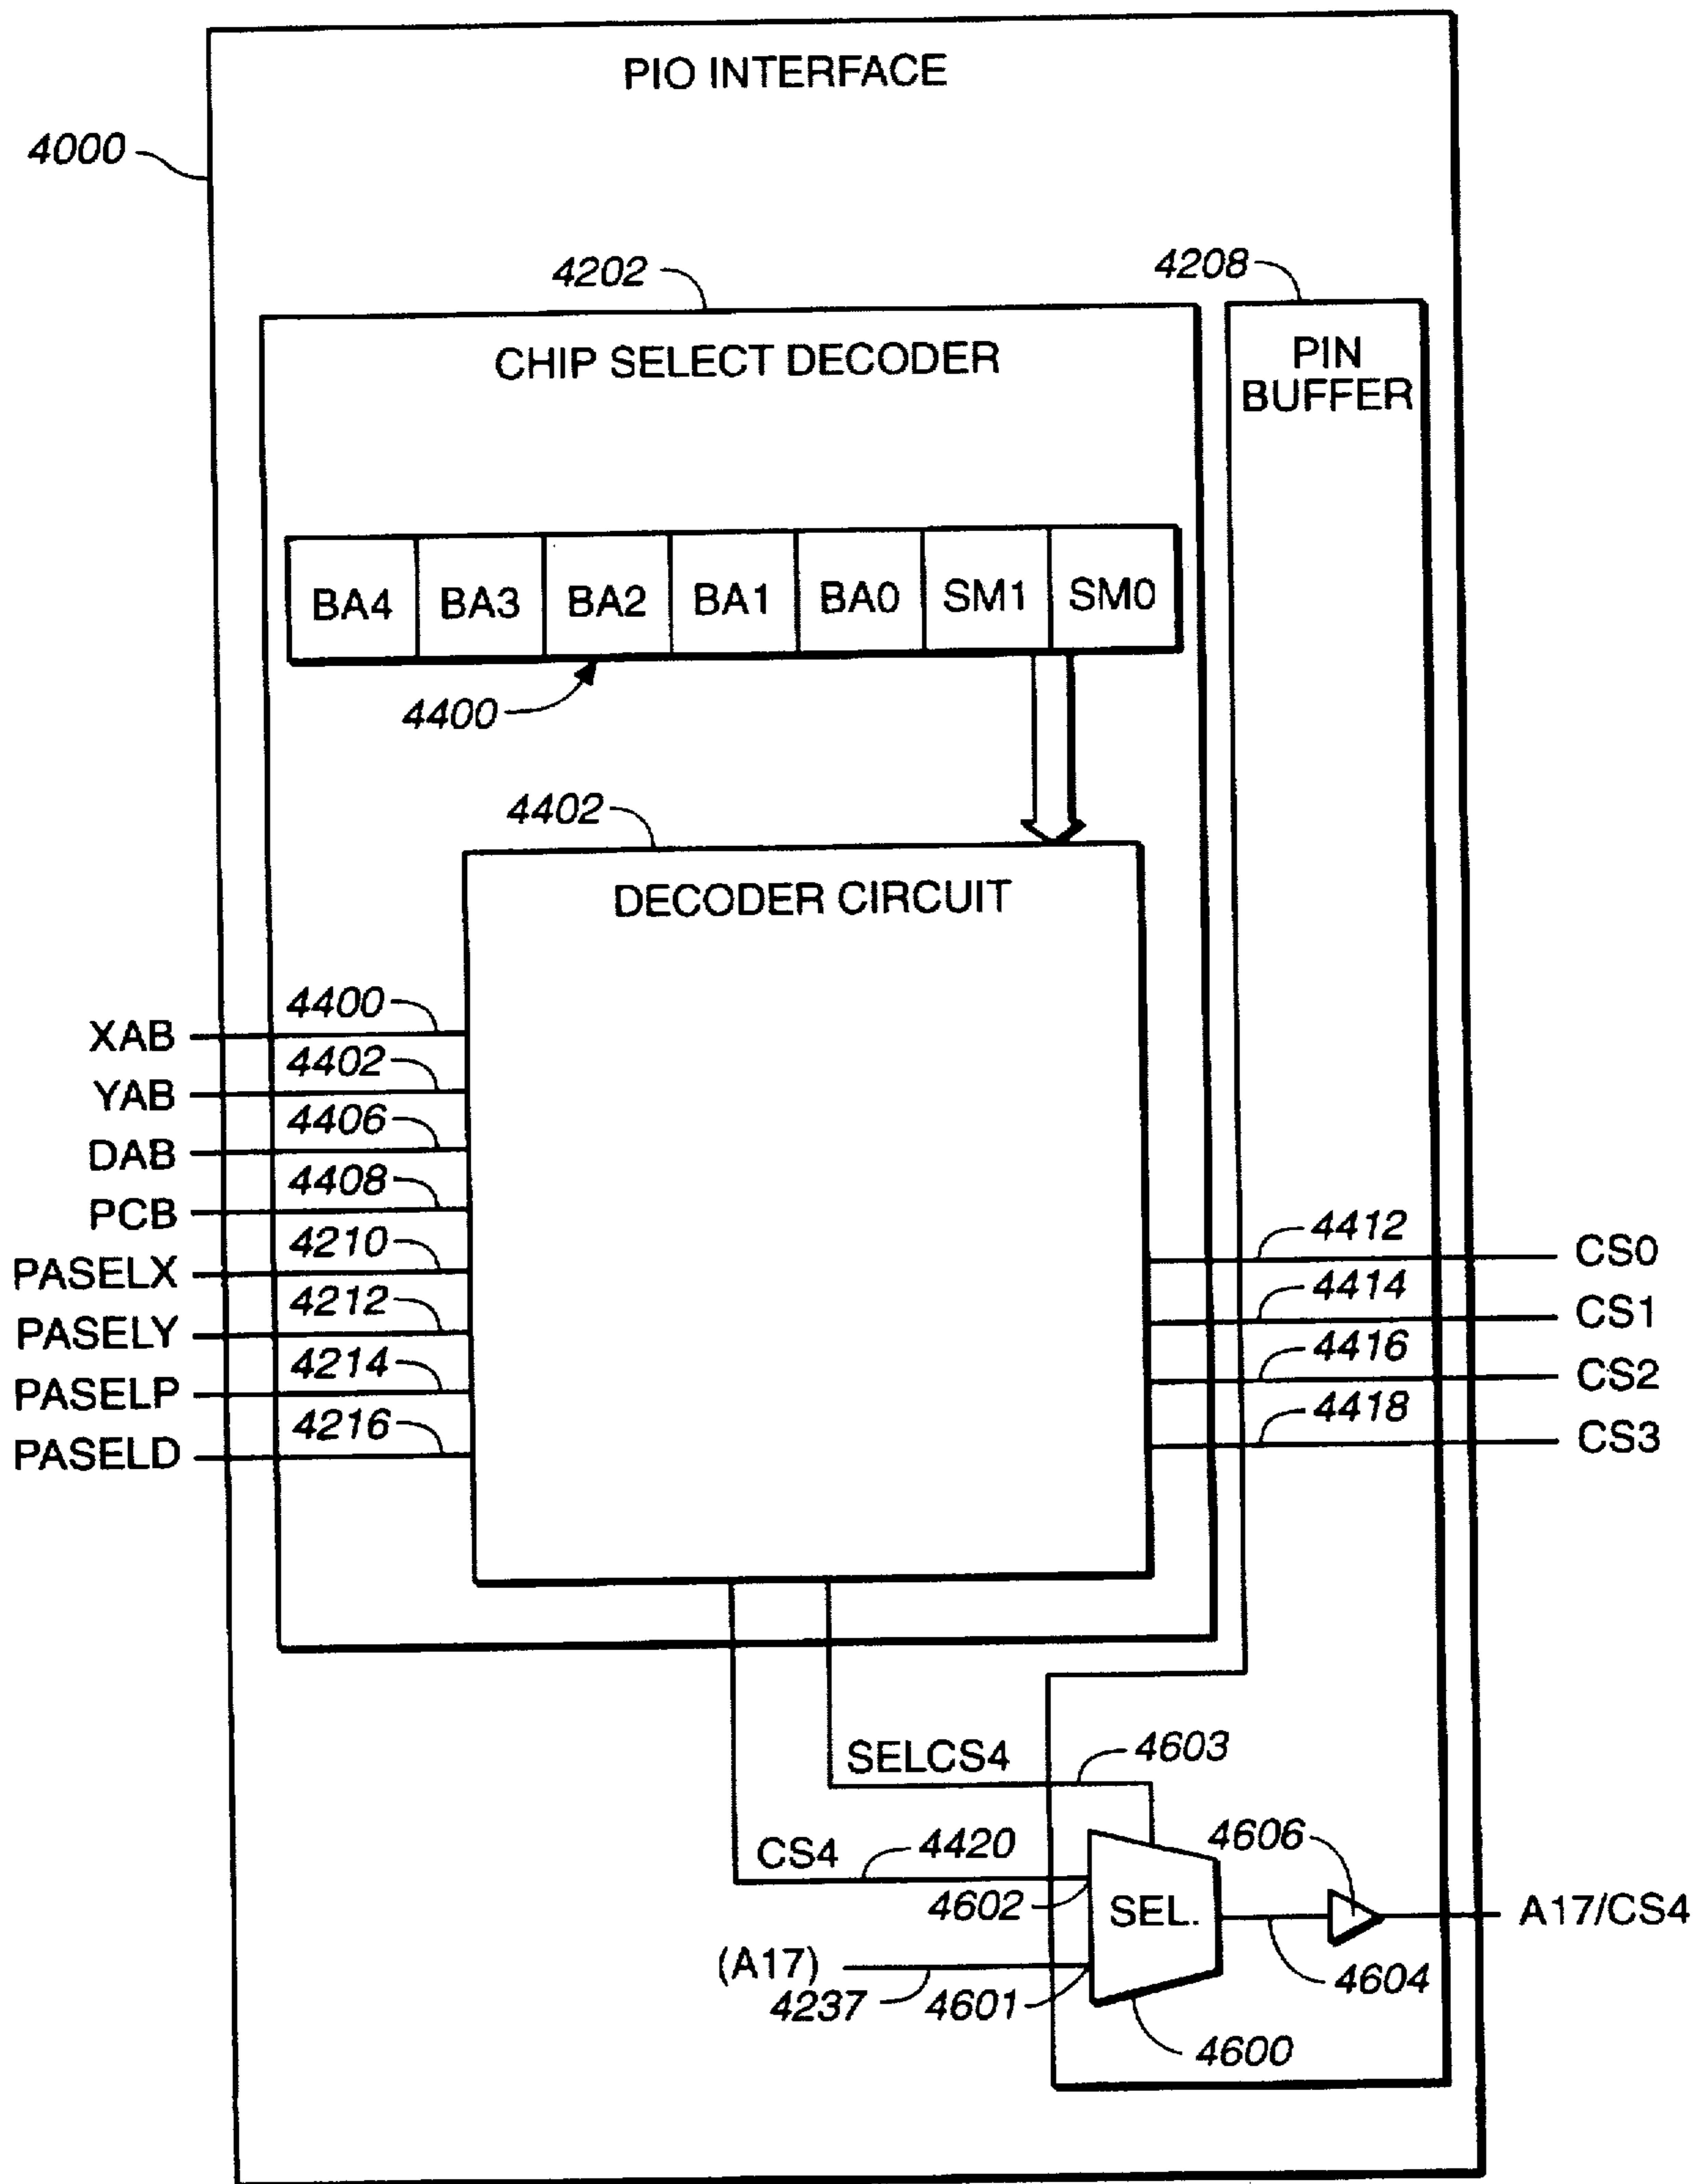 PIO INTERFACE
4000
4202
4208
CHIP SELECT DECODER
PIN
BUFFER
BA4 BA3 BA2 BA1 BA0 SM1 SM0
4400
4402
DECODER CIRCUIT
4400
XAB
4402
YAB
4406
DAB
4408
PCB
4210
PASELX
4212
PASELY
4214
PASELP
4216
PASELD
4412
CS0
4414
CS1
4416
CS2
4418
CS3
SELCS4
4603
CS4
4420
4606
4602
SEL.
A17/CS4
(A17)
4237
4601
4604
4600